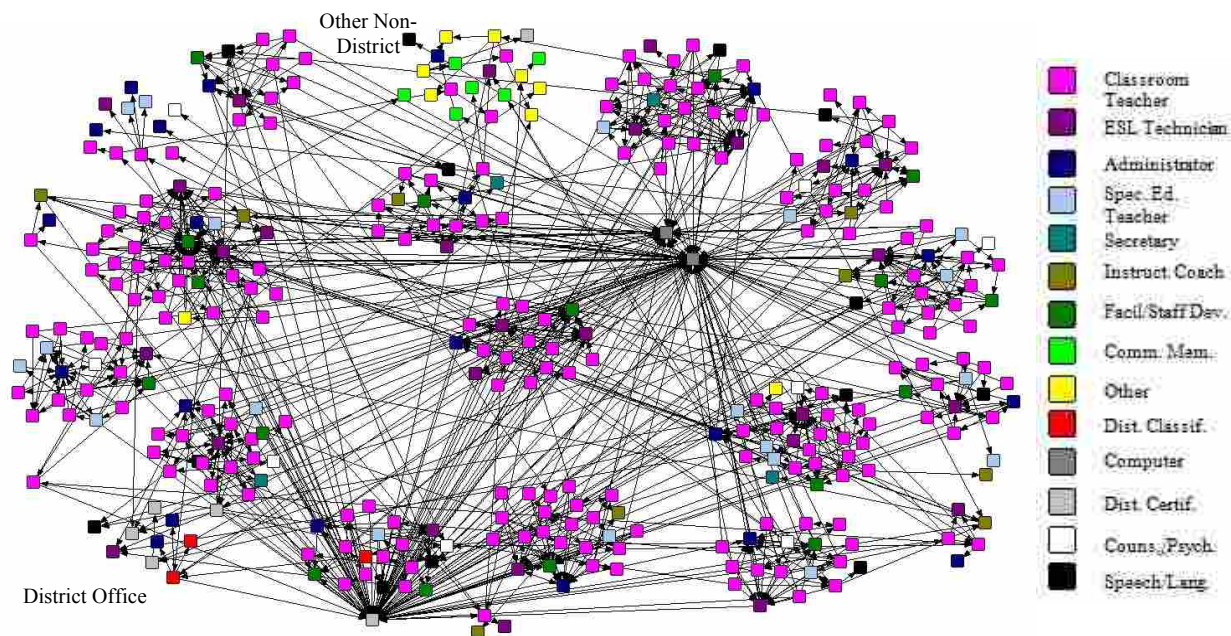 Other Non-
District
District Office
Classroom
Teacher
ESL Technician
Administrator
Spec. Ed.
Teacher
Secretary
Instruct. Coach
Facil/Staff Dev.
Comm. Mem.
Other
Dist. Classif.
Computer
Dist. Certif.
Couns./Psych.
Speech/Lang